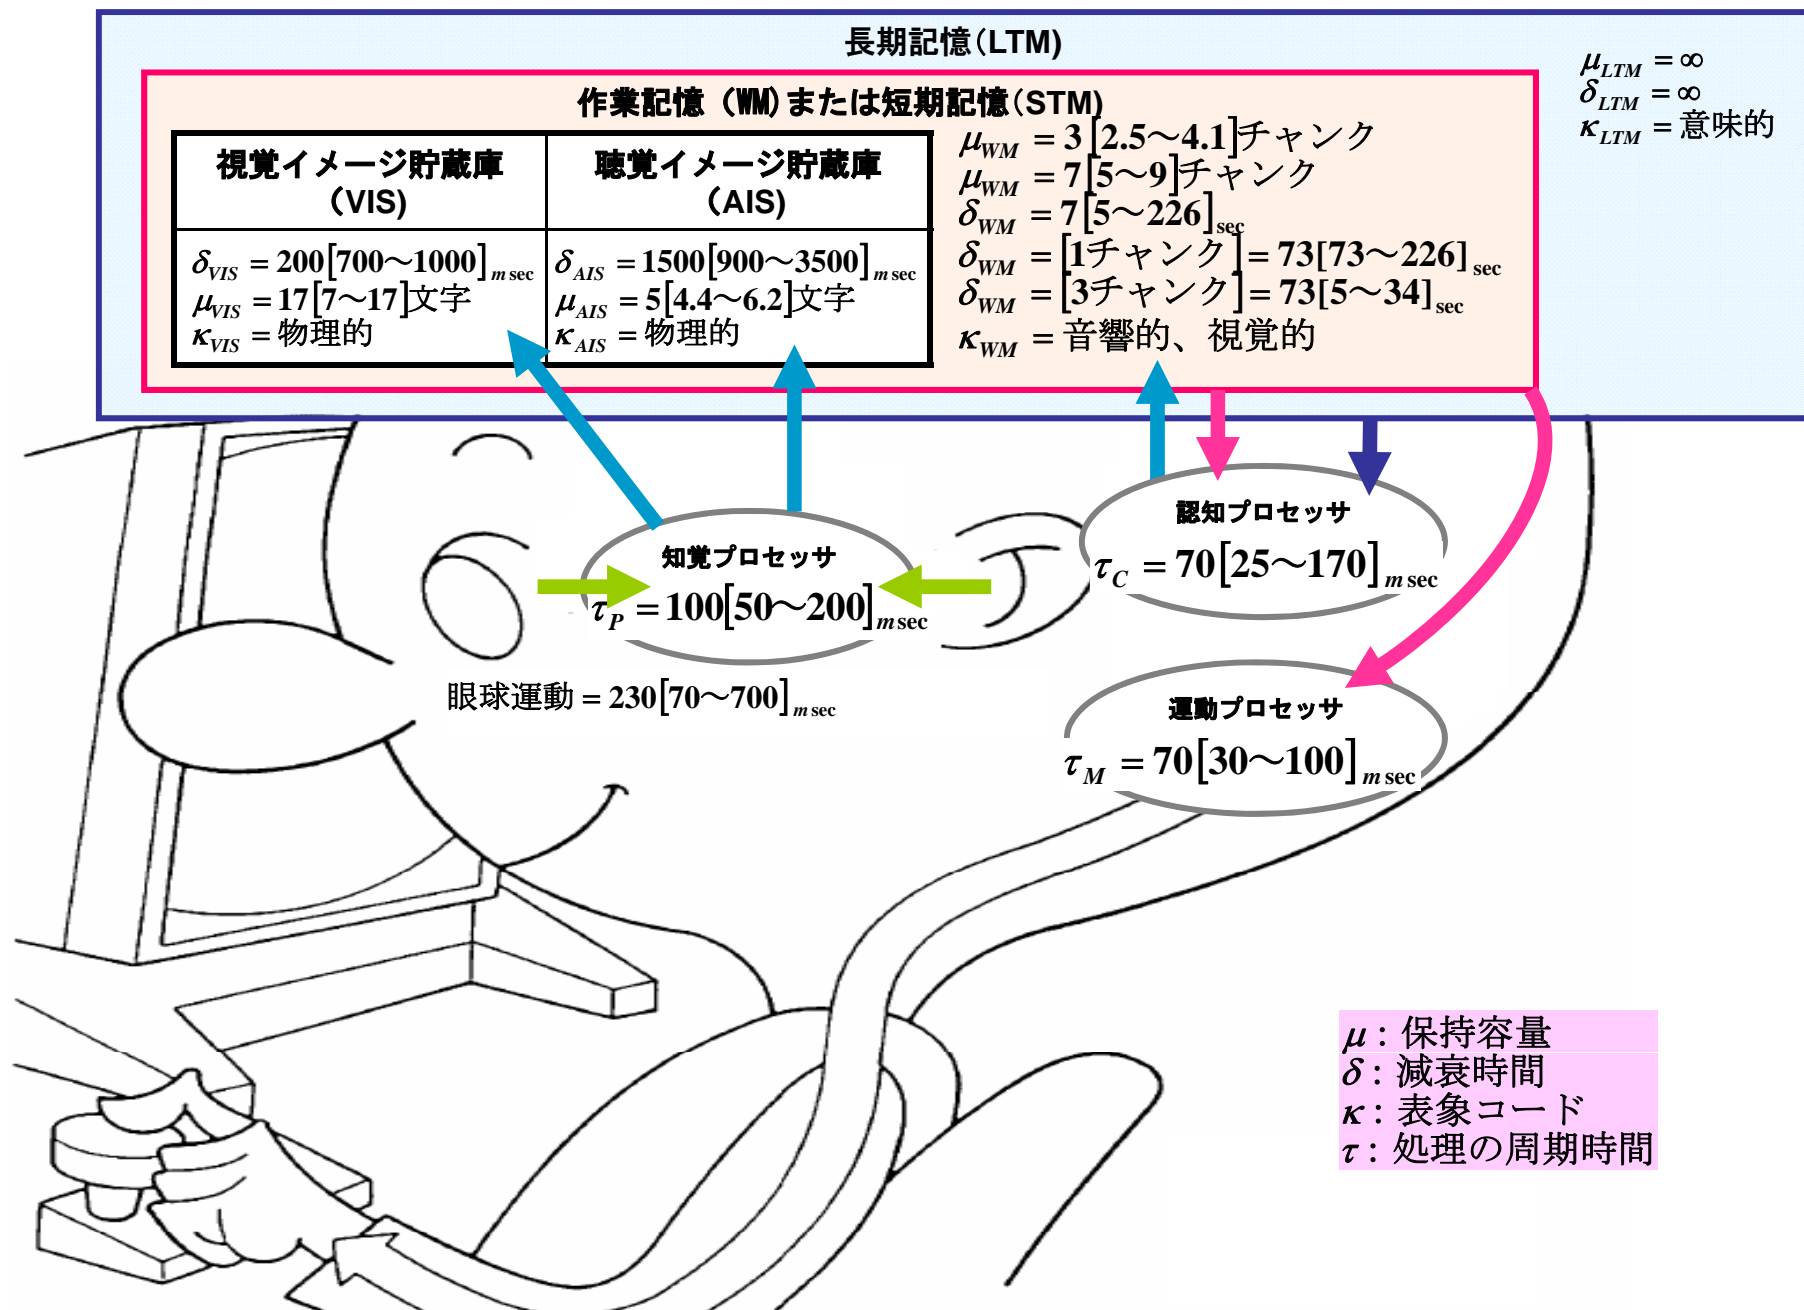 長期記憶(LTM)
μLTM = ∞
δLTM = ∞
κLTM = 意味的
作業記憶(WM)または短期記憶(STM)
視覚イメージ貯蔵庫
(VIS)
聴覚イメージ貯蔵庫
(AIS)
δVIS = 200[700～1000]msec
μVIS = 17[7～17]文字
κVIS = 物理的
δAIS = 1500[900～3500]msec
μAIS = 5[4.4～6.2]文字
κAIS = 物理的
μWM = 3[2.5～4.1]チャンク
μWM = 7[5～9]チャンク
δWM = 7[5～226]sec
δWM = [1チャンク] = 73[73～226]sec
δWM = [3チャンク] = 73[5～34]sec
κWM = 音響的、視覚的
知覚プロセッサ
τP = 100[50～200]msec
眼球運動 = 230[70～700]msec
認知プロセッサ
τC = 70[25～170]msec
運動プロセッサ
τM = 70[30～100]msec
μ : 保持容量
δ : 減衰時間
κ : 表象コード
τ : 処理の周期時間